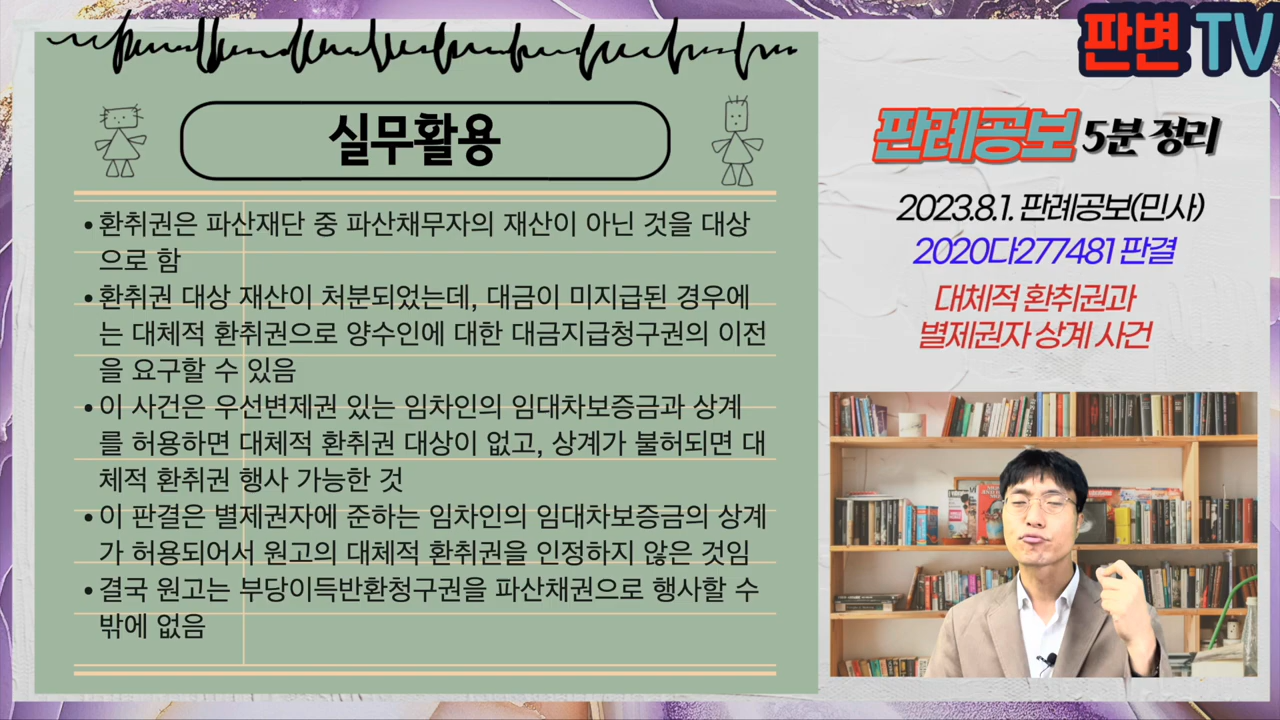 판변 TV
실무활용
• 환취권은 파산재단 중 파산채무자의 재산이 아닌 것을 대상
으로 함
• 환취권 대상 재산이 처분되었는데, 대금이 미지급된 경우에
는 대체적 환취권으로 양수인에 대한 대금지급청구권의 이전
을 요구할 수 있음
• 이 사건은 우선변제권 있는 임차인의 임대차보증금과 상계
를 허용하면 대체적 환취권 대상이 없고, 상계가 불허되면 대
체적 환취권 행사 가능한 것
• 이 판결은 별제권자에 준하는 임차인의 임대차보증금의 상계
가 허용되어서 원고의 대체적 환취권을 인정하지 않은 것임
• 결국 원고는 부당이득반환청구권을 파산채권으로 행사할 수
밖에 없음
판례공보 5분 정리
2023.8.1. 판례공보(민사)
2020다277481 판결
대체적 환취권과
별제권자 상계 사건